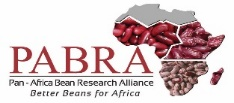 PABRA
Pan - Africa Bean Research Alliance
Better Beans for Africa